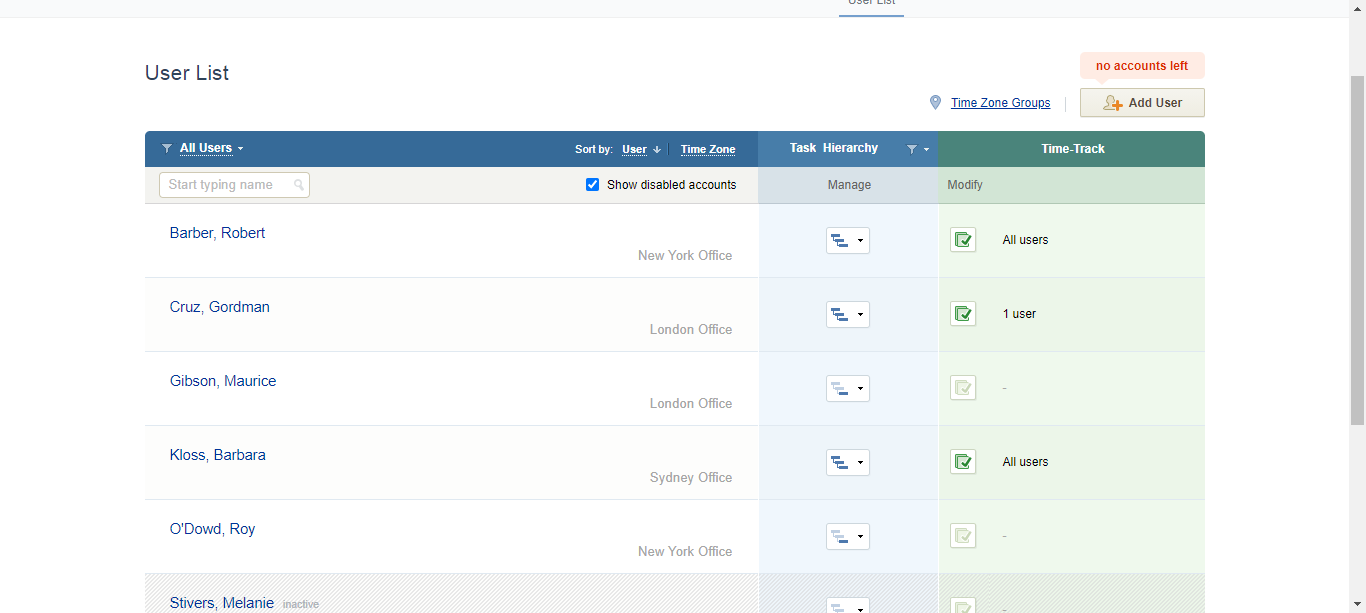 User List
User List
no accounts left
Time Zone Groups
Add User
All Users
Sort by: User Time Zone
Task Hierarchy
Time-Track
Start typing name
Show disabled accounts
Manage
Modify
Barber, Robert
New York Office
All users
Cruz, Gordman
London Office
1 user
Gibson, Maurice
London Office
-
Kloss, Barbara
Sydney Office
All users
O'Dowd, Roy
New York Office
-
Stivers, Melanie inactive
-